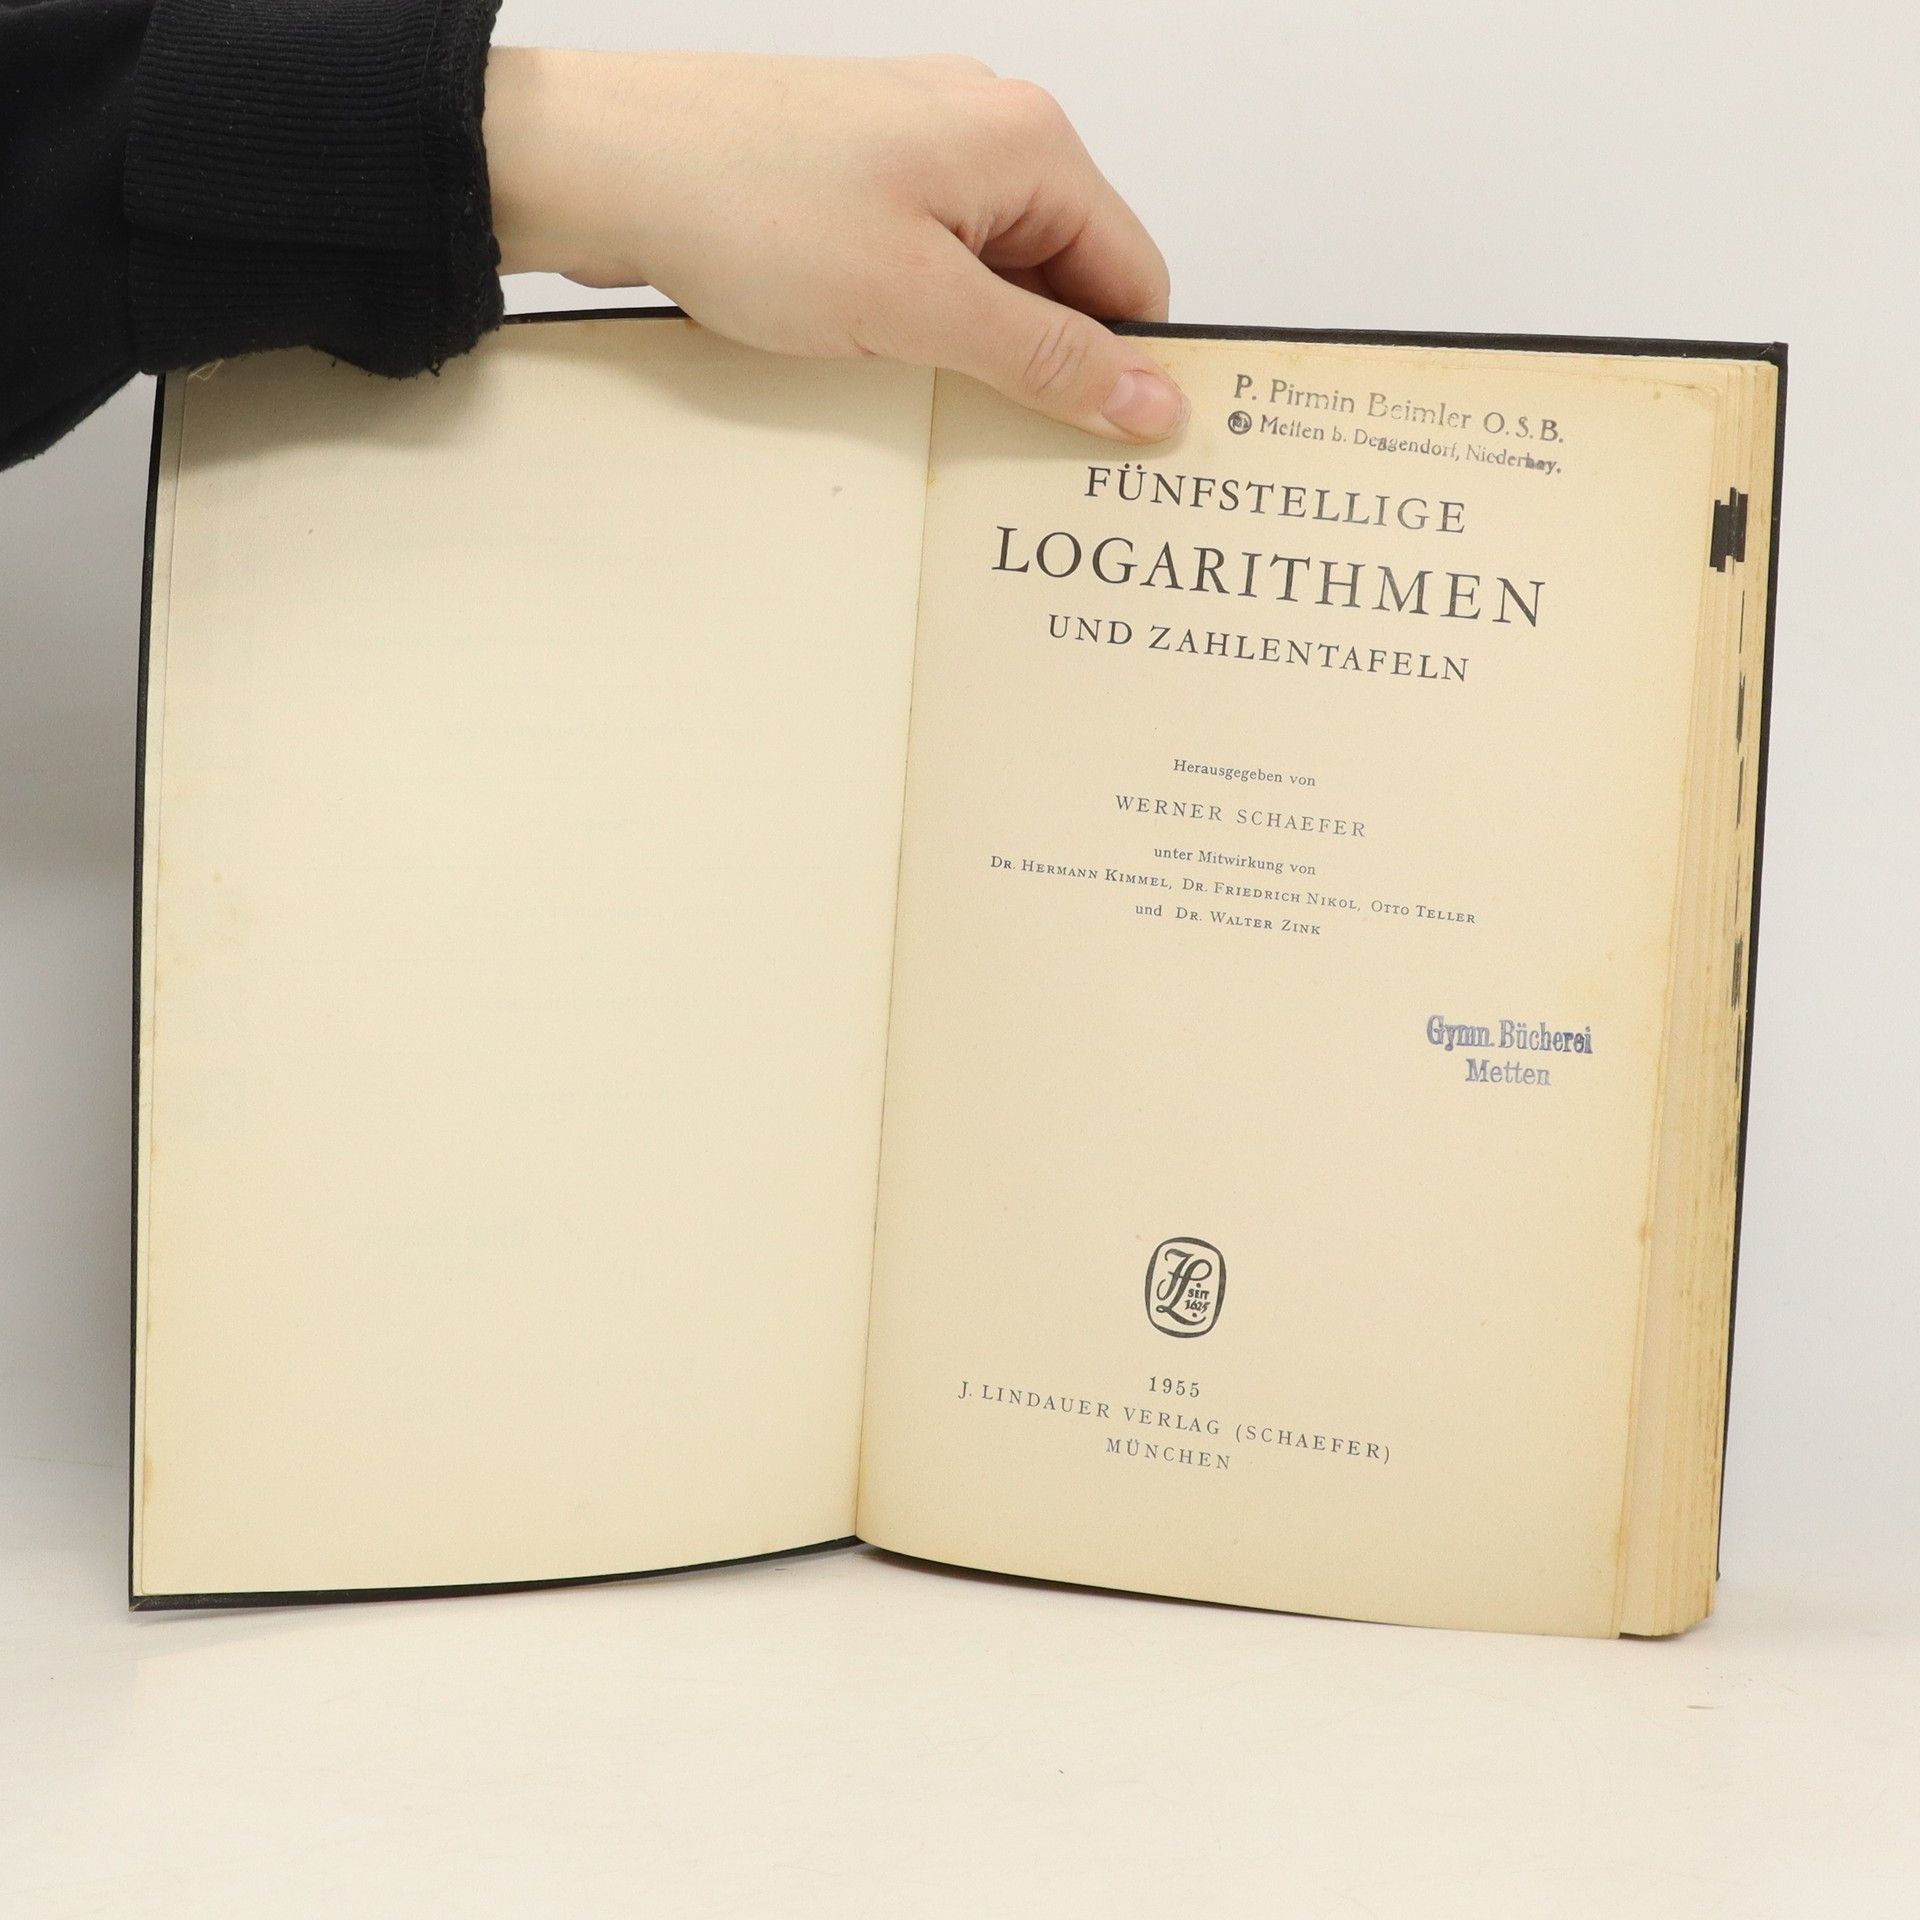 P. Pirmin Beimler O.S.B.
Metten b. Deggendorf, Niederbay.
FÜNFSTELLIGE
LOGARITHMEN
UND ZAHLENTAFELN
Herausgegeben von
WERNER SCHAEFER
unter Mitwirkung von
DR. HERMANN KIMMEL, DR. FRIEDRICH NIKOL, OTTO TELLER
und DR. WALTER ZINK
Gymn. Bücherei
Metten
JL
SEIT
1625
1955
J. LINDAUER VERLAG (SCHAEFER)
MÜNCHEN